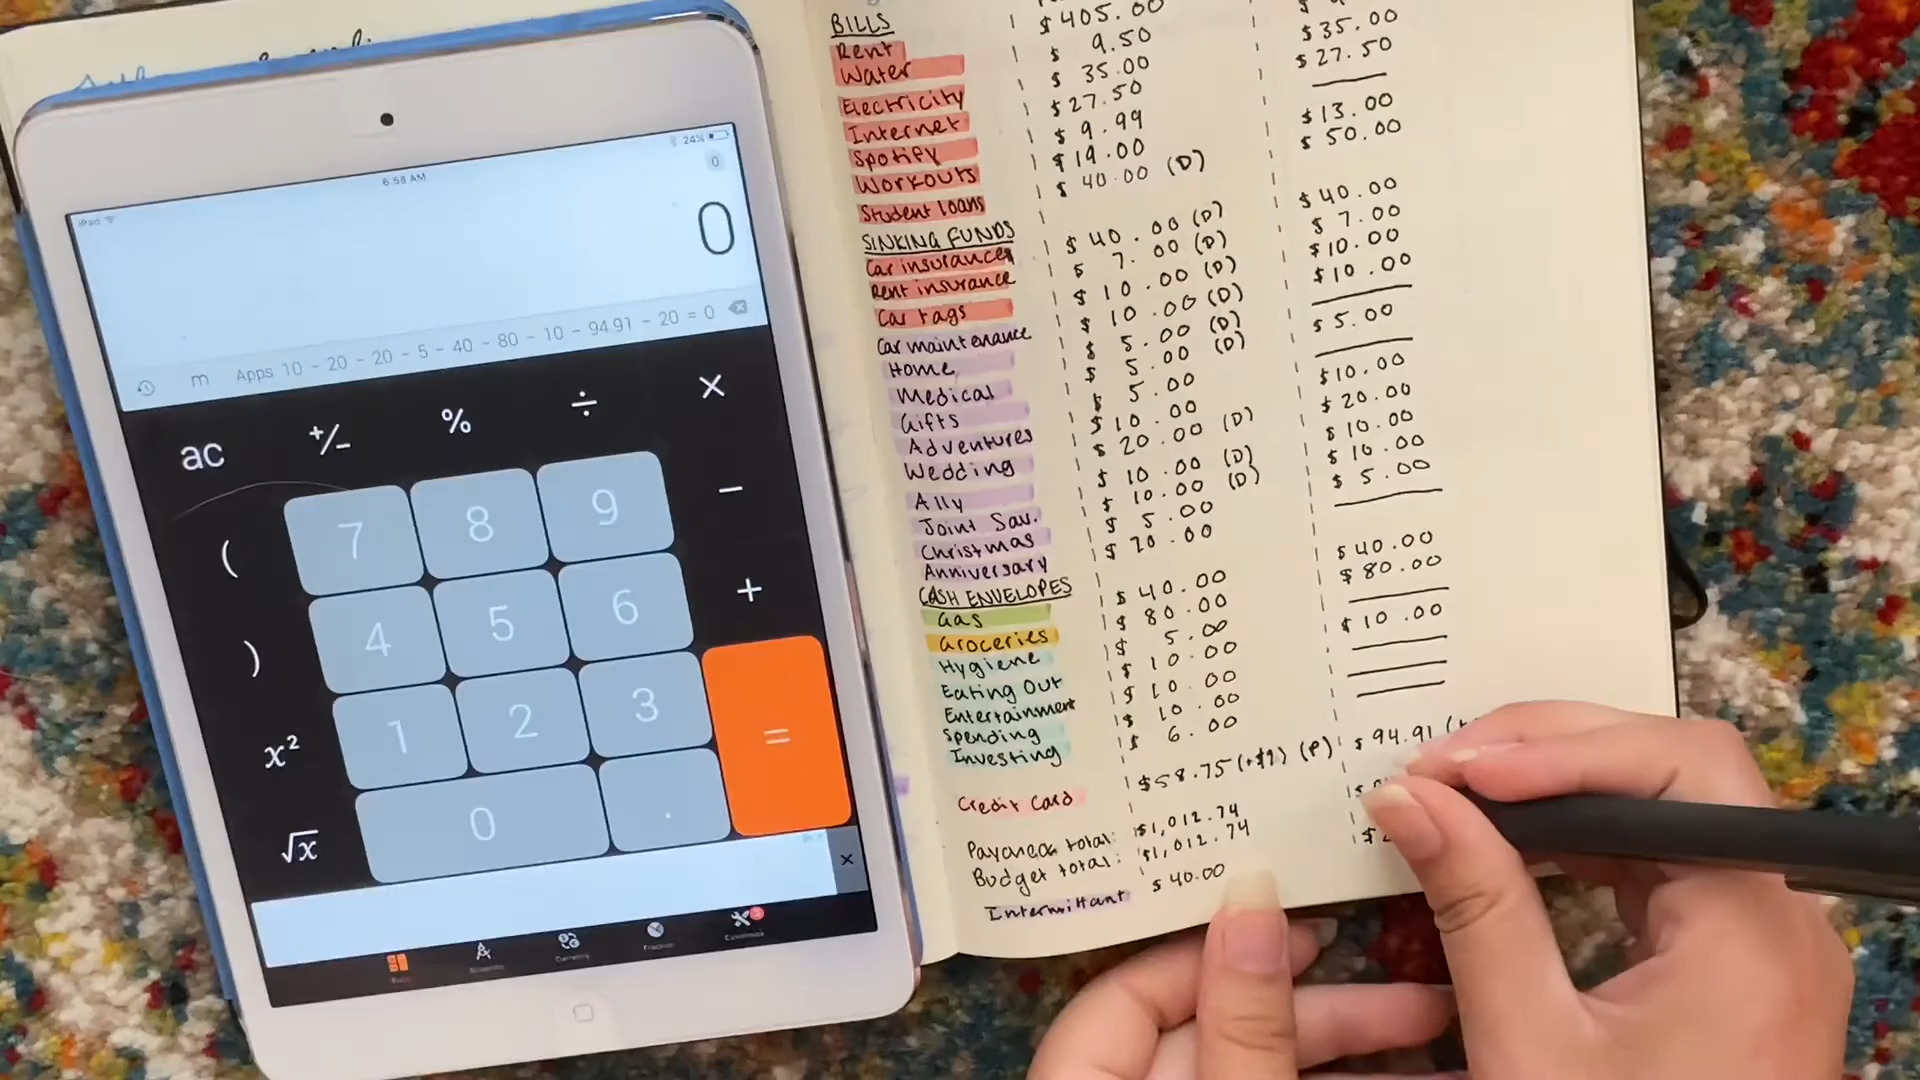 iPad
6:58 AM
24%
0
0
m Apps 10 - 20 - 20 - 5 - 40 - 80 - 10 - 94.91 - 20 = 0
ac +/- % ÷ ×
( 7 8 9 −
) 4 5 6 +
x² 1 2 3 =
√x 0 .
BILLS
Rent $405.00
Water $ 9.50
Electricity $ 35.00 $35.00
Internet $27.50 $27.50
Spotify $ 9.99
Workouts $19.00 $13.00
Student loans $ 40.00 (D) $50.00
SINKING FUNDS
Car insurance $40.00 (D) $40.00
Rent insurance $ 7.00 (D) $ 7.00
Car tags $10.00 (D) $10.00
Car maintenance $10.00 (D) $10.00
Home $ 5.00 (D)
Medical $ 5.00 (D) $5.00
Gifts $ 5.00
Adventures $10.00 $10.00
Wedding $20.00 (D) $20.00
Ally $10.00 (D) $10.00
Joint Sav. $10.00 (D) $10.00
Christmas $ 5.00 $ 5.00
Anniversary $20.00
CASH ENVELOPES
Gas $40.00 $40.00
Groceries $80.00 $80.00
Hygiene $ 5.00
Eating Out $10.00 $10.00
Entertainment $10.00
Spending $10.00
Investing $ 6.00
Credit Card $58.75 (+$9) (P) $94.91
Paycheck total: $1,012.74
Budget total: $1,012.74
Intermittant $40.00